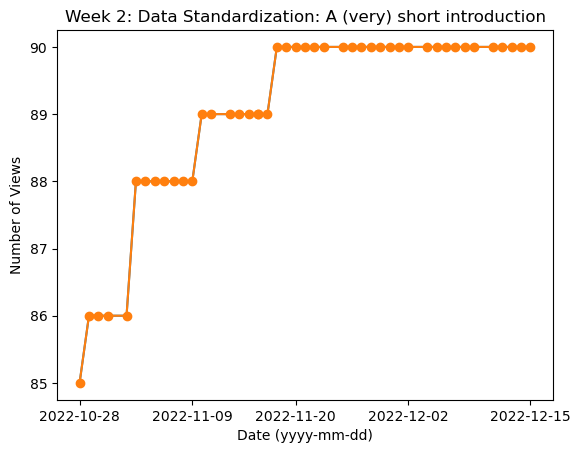 Week 2: Data Standardization: A (very) short introduction
90
89
88
87
86
85
Number of Views
2022-10-28 2022-11-09 2022-11-20 2022-12-02 2022-12-15
Date (yyyy-mm-dd)